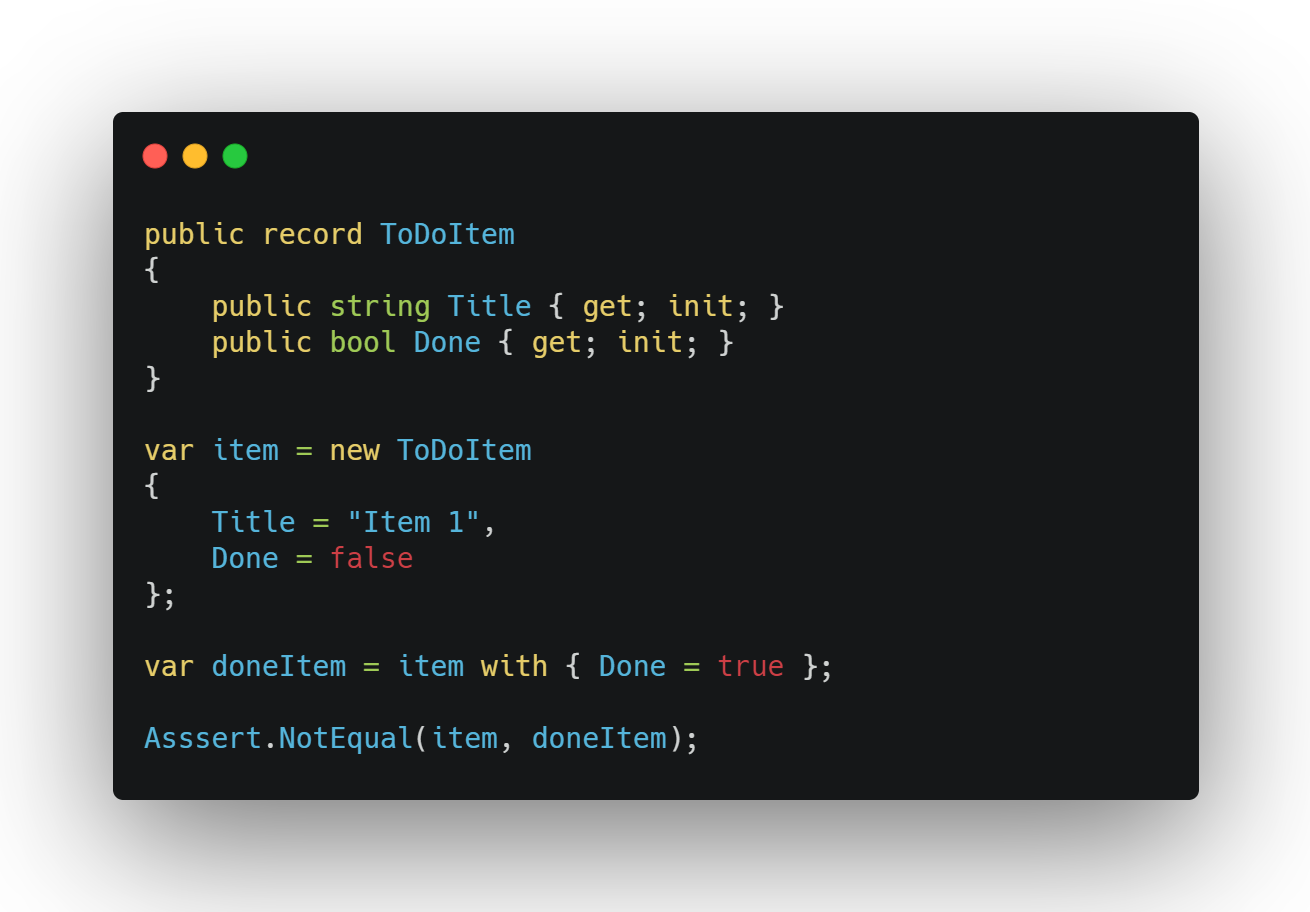 public record ToDoItem
{
    public string Title { get; init; }
    public bool Done { get; init; }
}

var item = new ToDoItem
{
    Title = "Item 1",
    Done = false
};

var doneItem = item with { Done = true };

Asssert.NotEqual(item, doneItem);